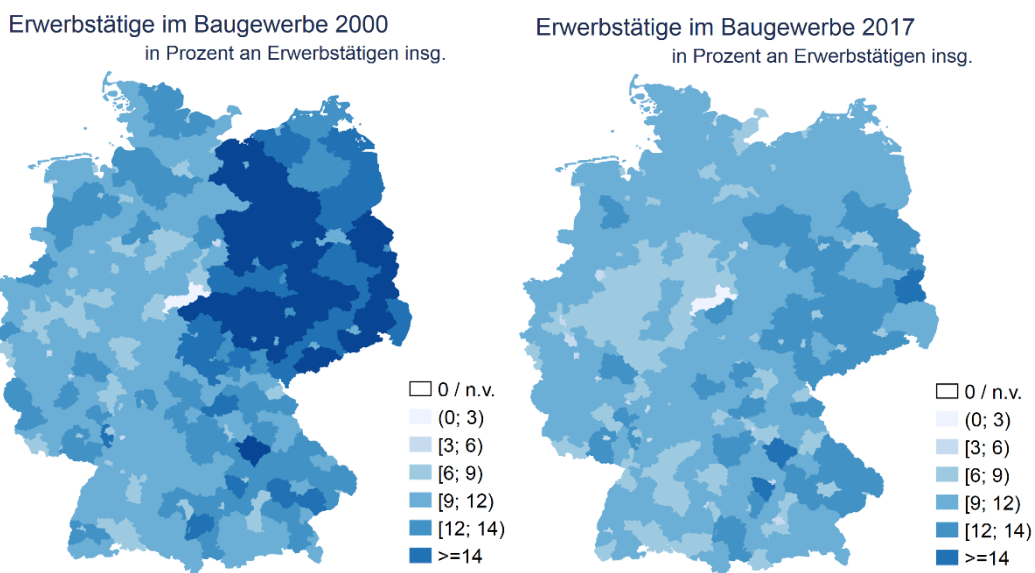 Erwerbstätige im Baugewerbe 2000
in Prozent an Erwerbstätigen insg.
0 / n.v.
(0; 3)
[3; 6)
[6; 9)
[9; 12)
[12; 14)
>=14
Erwerbstätige im Baugewerbe 2017
in Prozent an Erwerbstätigen insg.
0 / n.v.
(0; 3)
[3; 6)
[6; 9)
[9; 12)
[12; 14)
>=14